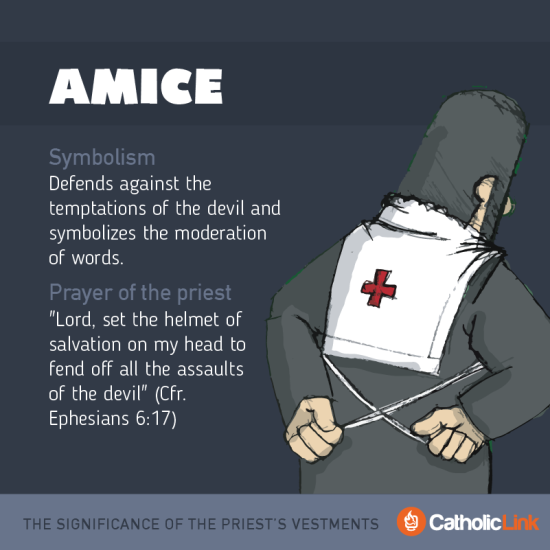 AMICE
Symbolism
Defends against the
temptations of the devil and
symbolizes the moderation
of words.
Prayer of the priest
"Lord, set the helmet of
salvation on my head to
fend off all the assaults
of the devil" (Cfr.
Ephesians 6:17)
THE SIGNIFICANCE OF THE PRIEST'S VESTMENTS
CatholicLink